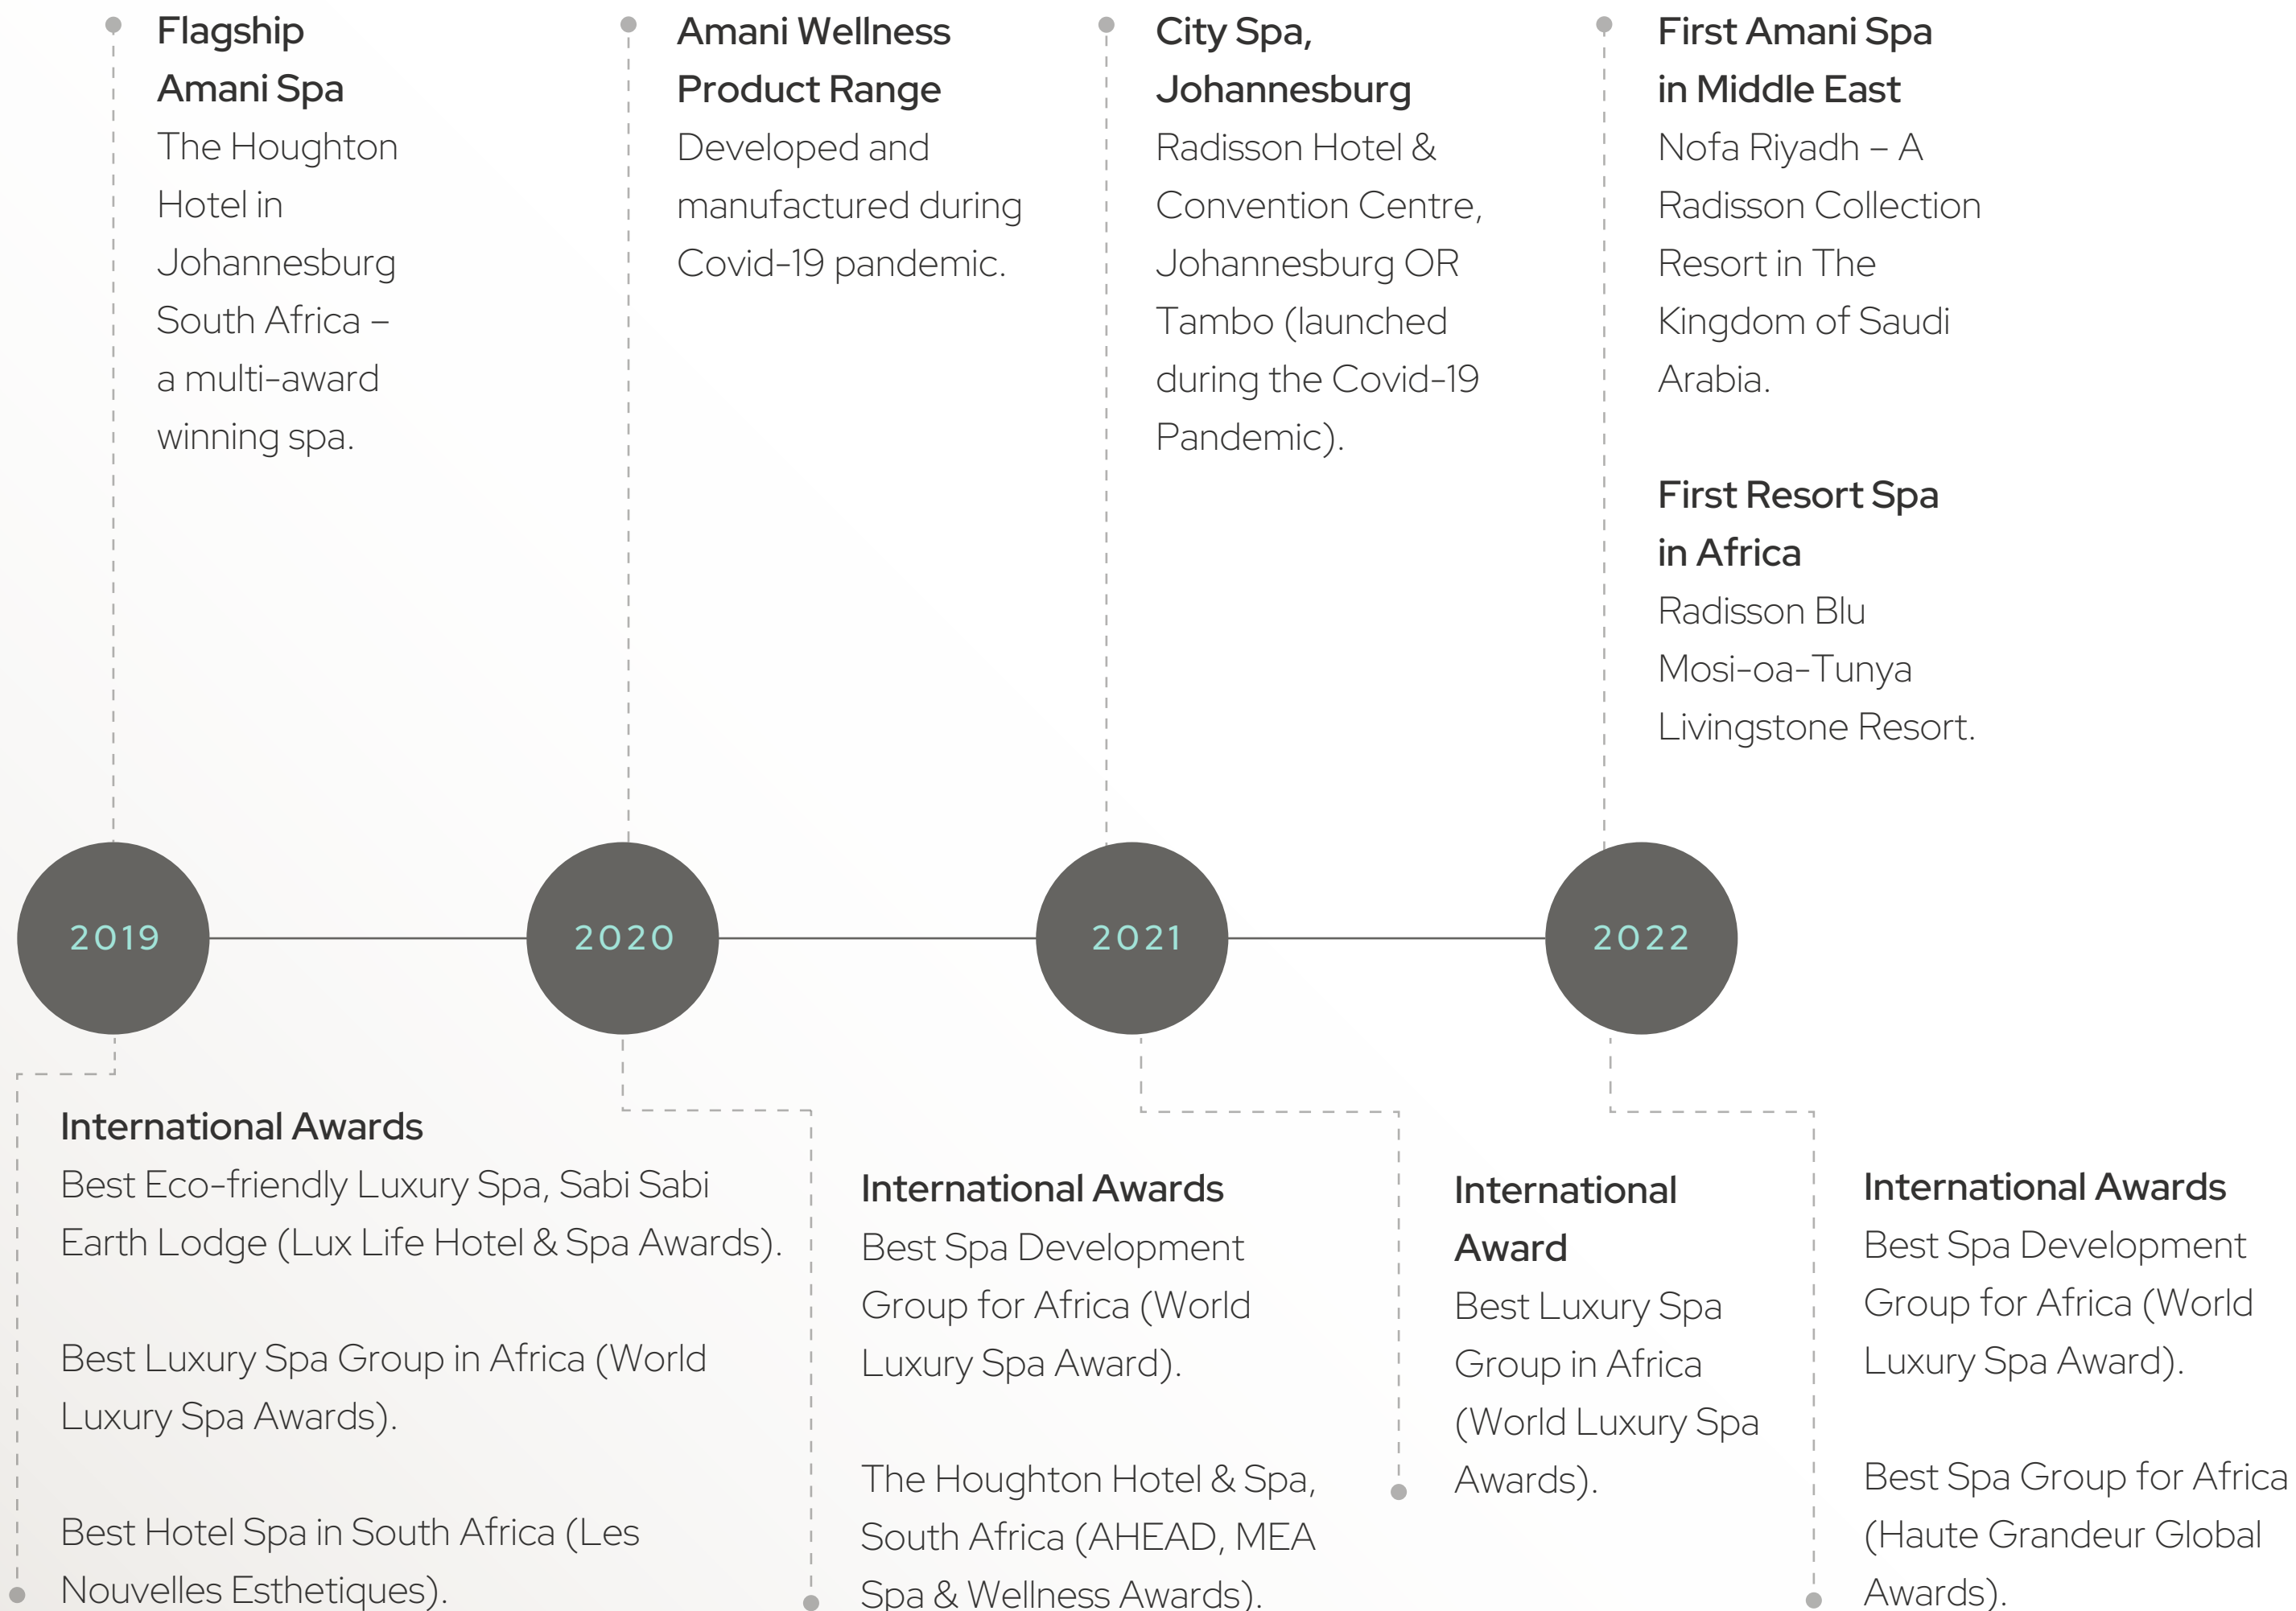 Flagship
Amani Spa
The Houghton
Hotel in
Johannesburg
South Africa –
a multi-award
winning spa.
Amani Wellness
Product Range
Developed and
manufactured during
Covid-19 pandemic.
City Spa,
Johannesburg
Radisson Hotel &
Convention Centre,
Johannesburg OR
Tambo (launched
during the Covid-19
Pandemic).
First Amani Spa
in Middle East
Nofa Riyadh – A
Radisson Collection
Resort in The
Kingdom of Saudi
Arabia.
First Resort Spa
in Africa
Radisson Blu
Mosi-oa-Tunya
Livingstone Resort.
2019
2020
2021
2022
International Awards
Best Eco-friendly Luxury Spa, Sabi Sabi
Earth Lodge (Lux Life Hotel & Spa Awards).
Best Luxury Spa Group in Africa (World
Luxury Spa Awards).
Best Hotel Spa in South Africa (Les
Nouvelles Esthetiques).
International Awards
Best Spa Development
Group for Africa (World
Luxury Spa Award).
The Houghton Hotel & Spa,
South Africa (AHEAD, MEA
Spa & Wellness Awards).
International
Award
Best Luxury Spa
Group in Africa
(World Luxury Spa
Awards).
International Awards
Best Spa Development
Group for Africa (World
Luxury Spa Award).
Best Spa Group for Africa
(Haute Grandeur Global
Awards).